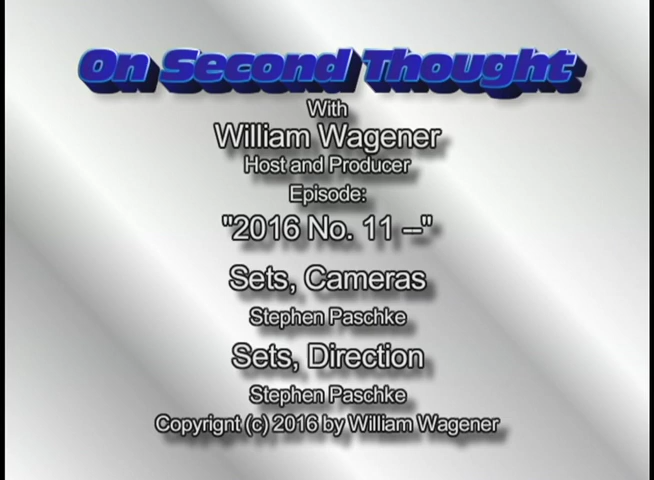 On Second Thought
With
William Wagener
Host and Producer
Episode:
"2016 No. 11 --"
Sets, Cameras
Stephen Paschke
Sets, Direction
Stephen Paschke
Copyrignt (c) 2016 by William Wagener